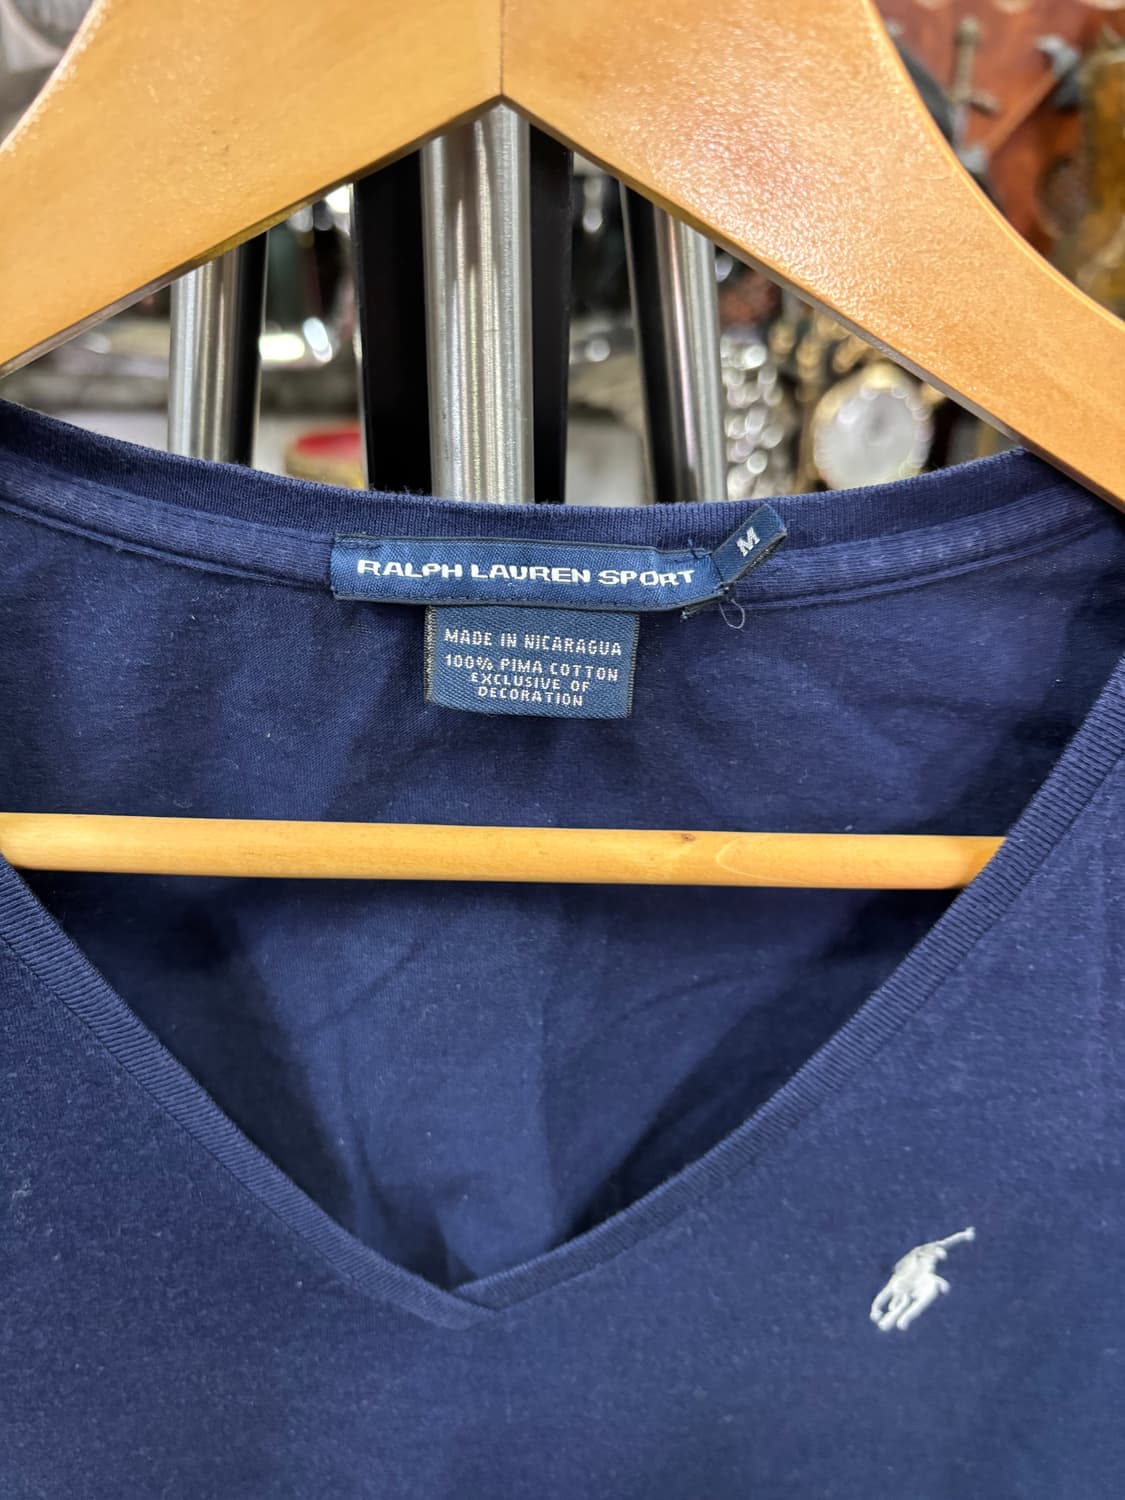 RALPH LAUREN SPORT
M
MADE IN NICARAGUA
100% PIMA COTTON
EXCLUSIVE OF
DECORATION